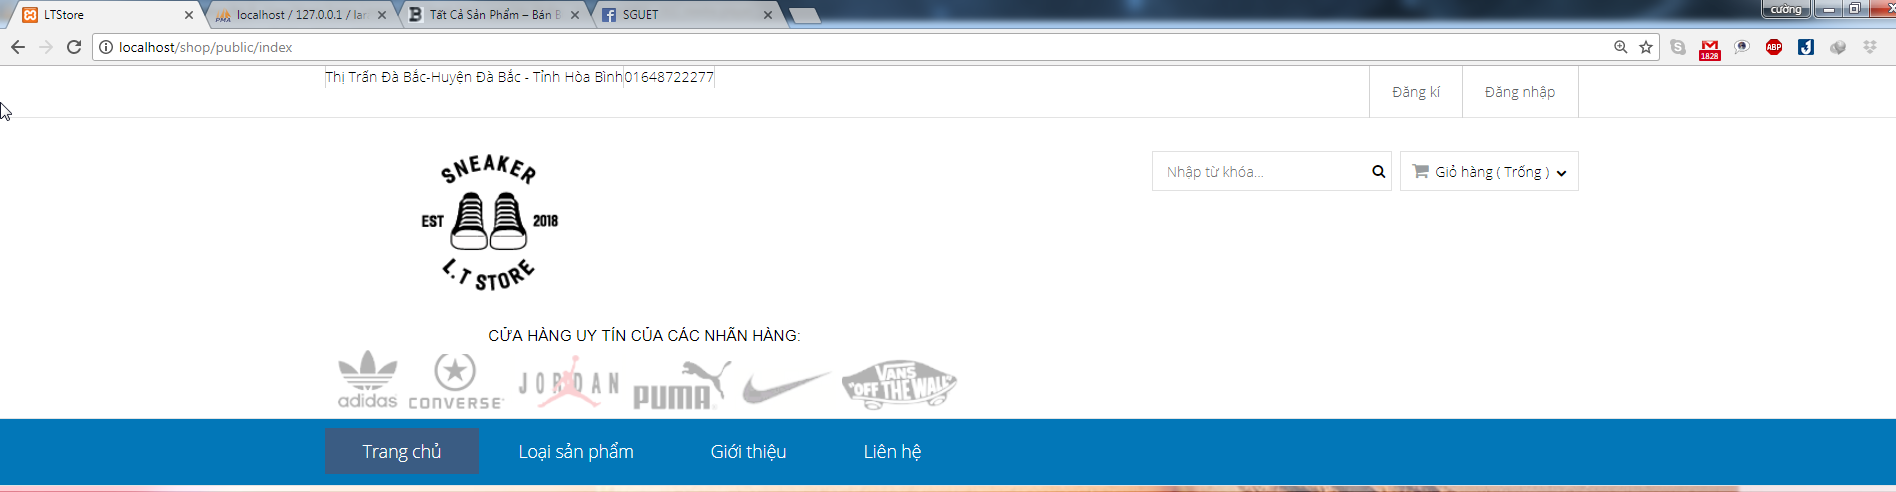 LTStore
localhost / 127.0.0.1 / lar
Tất Cả Sản Phẩm – Bán B
SGUET
cường
localhost/shop/public/index
1828
ABP
Thị Trấn Đà Bắc-Huyện Đà Bắc - Tỉnh Hòa Bình 01648722277
Đăng kí
Đăng nhập
SNEAKER
EST 2018
L.T STORE
Nhập từ khóa...
Giỏ hàng ( Trống )
CỬA HÀNG UY TÍN CỦA CÁC NHÃN HÀNG:
adidas
CONVERSE
JORDAN
PUMA
VANS
"OFF THE WALL"
Trang chủ
Loại sản phẩm
Giới thiệu
Liên hệ